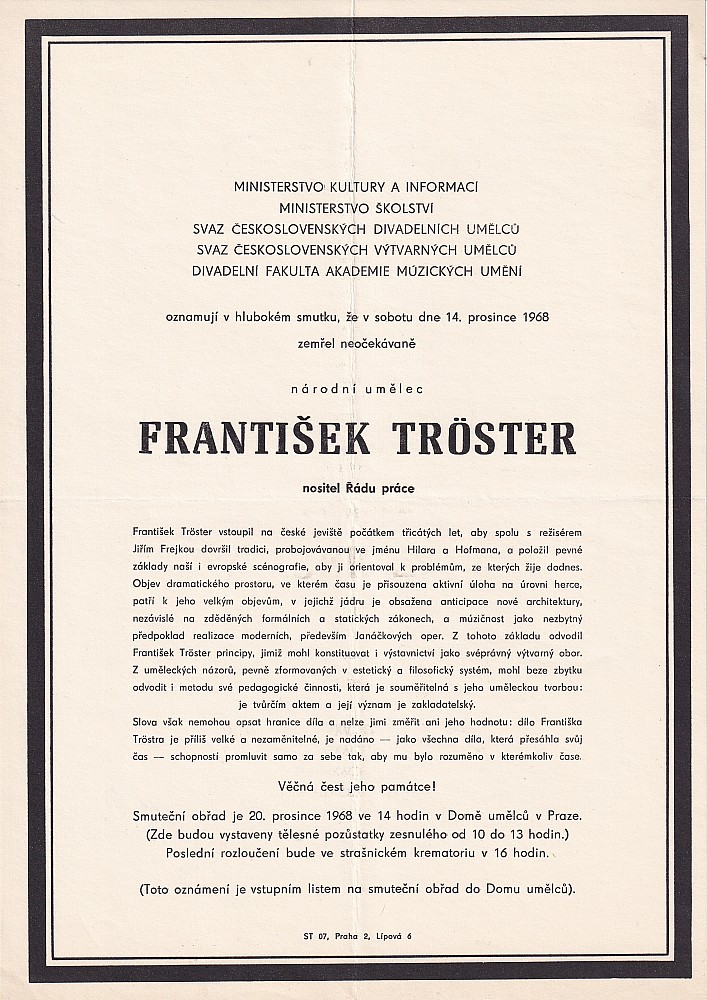 MINISTERSTVO KULTURY A INFORMACÍ
MINISTERSTVO ŠKOLSTVÍ
SVAZ ČESKOSLOVENSKÝCH DIVADELNÍCH UMĚLCŮ
SVAZ ČESKOSLOVENSKÝCH VÝTVARNÝCH UMĚLCŮ
DIVADELNÍ FAKULTA AKADEMIE MÚZICKÝCH UMĚNÍ
oznamují v hlubokém smutku, že v sobotu dne 14. prosince 1968
zemřel neočekávaně
národní umělec
FRANTIŠEK TRÖSTER
nositel Řádu práce
František Tröster vstoupil na české jeviště počátkem třicátých let, aby spolu s režisérem
Jiřím Frejkou dovršil tradici, probojovávanou ve jménu Hilara a Hofmana, a položil pevné
základy naší i evropské scénografie, aby ji orientoval k problémům, ze kterých žije dodnes.
Objev dramatického prostoru, ve kterém času je přisouzena aktivní úloha na úrovni herce,
patří k jeho velkým objevům, v jejichž jádru je obsažena anticipace nové architektury,
nezávislé na zděděných formálních a statických zákonech, a múzičnost jako nezbytný
předpoklad realizace moderních, především Janáčkových oper. Z tohoto základu odvodil
František Tröster principy, jimiž mohl konstituovat i výstavnictví jako svéprávný výtvarný obor.
Z uměleckých názorů, pevně zformovaných v estetický a filosofický systém, mohl beze zbytku
odvodit i metodu své pedagogické činnosti, která je souměřitelná s jeho uměleckou tvorbou:
je tvůrčím aktem a její význam je zakladatelský.
Slova však nemohou opsat hranice díla a nelze jimi změřit ani jeho hodnotu: dílo Františka
Tröstra je příliš velké a nezaměnitelné, je nadáno — jako všechna díla, která přesáhla svůj
čas — schopností promluvit samo za sebe tak, aby mu bylo rozuměno v kterémkoliv čase.
Věčná čest jeho památce!
Smuteční obřad je 20. prosince 1968 ve 14 hodin v Domě umělců v Praze.
(Zde budou vystaveny tělesné pozůstatky zesnulého od 10 do 13 hodin.)
Poslední rozloučení bude ve strašnickém krematoriu v 16 hodin.
(Toto oznámení je vstupním listem na smuteční obřad do Domu umělců).
ST 07, Praha 2, Lípová 6